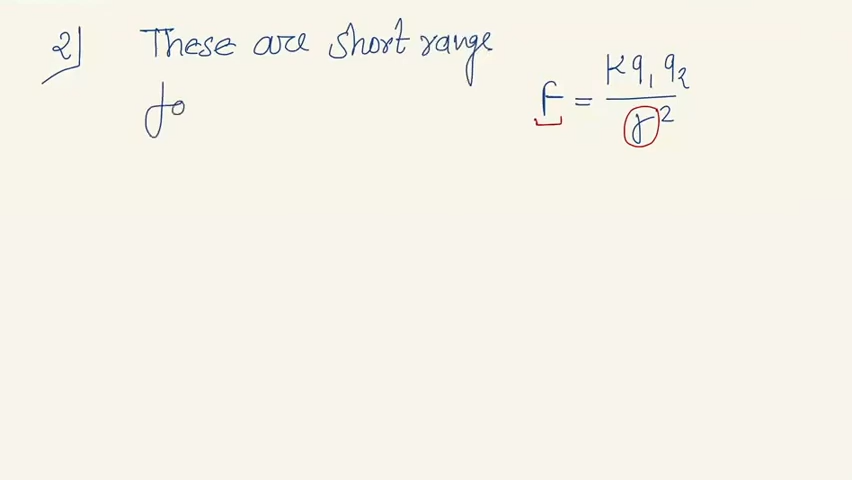 2) These are short range
fo
F = Kq₁q₂ / r²